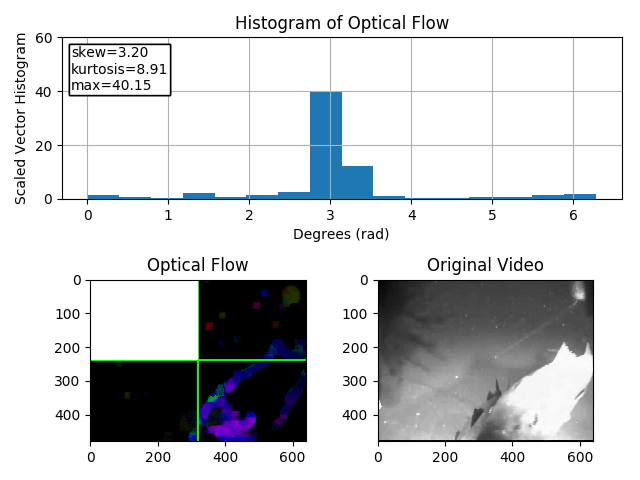 Histogram of Optical Flow
Scaled Vector Histogram
60
40
20
0
skew=3.20
kurtosis=8.91
max=40.15
0 1 2 3 4 5 6
Degrees (rad)
Optical Flow
0
100
200
300
400
0 200 400 600
Original Video
0
100
200
300
400
0 200 400 600